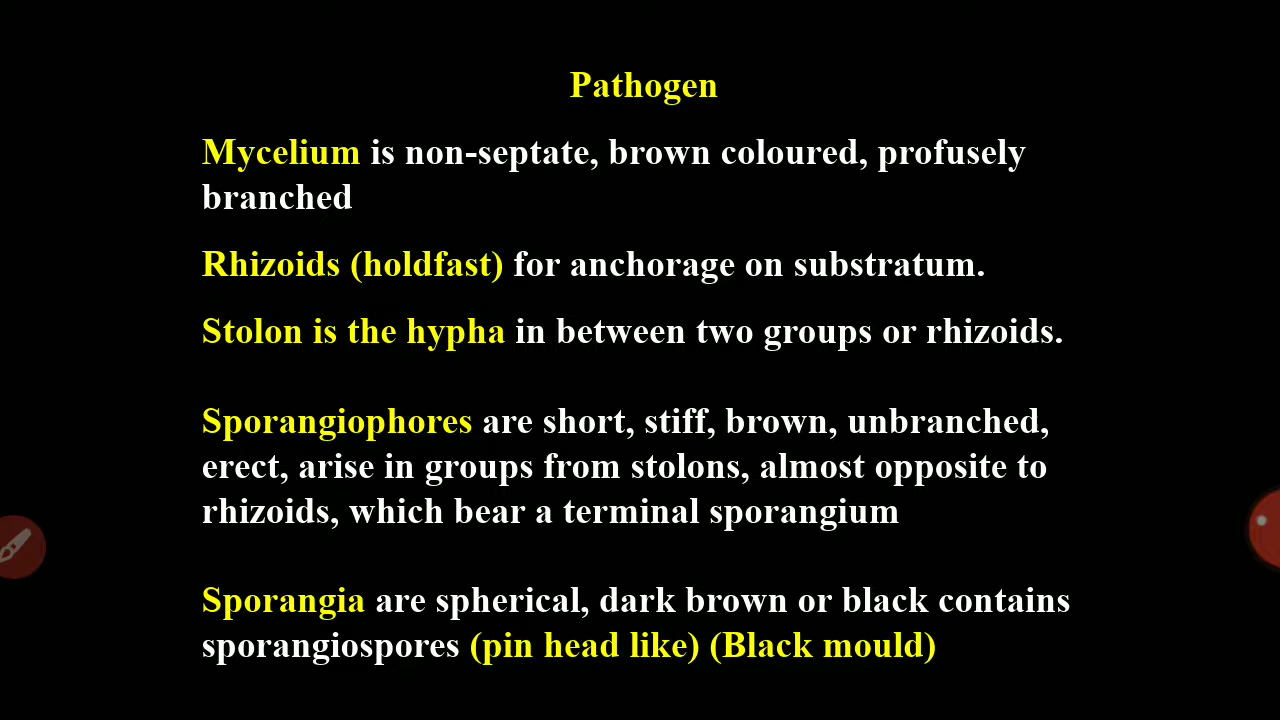 Pathogen
Mycelium is non-septate, brown coloured, profusely
branched
Rhizoids (holdfast) for anchorage on substratum.
Stolon is the hypha in between two groups or rhizoids.
Sporangiophores are short, stiff, brown, unbranched,
erect, arise in groups from stolons, almost opposite to
rhizoids, which bear a terminal sporangium
Sporangia are spherical, dark brown or black contains
sporangiospores (pin head like) (Black mould)